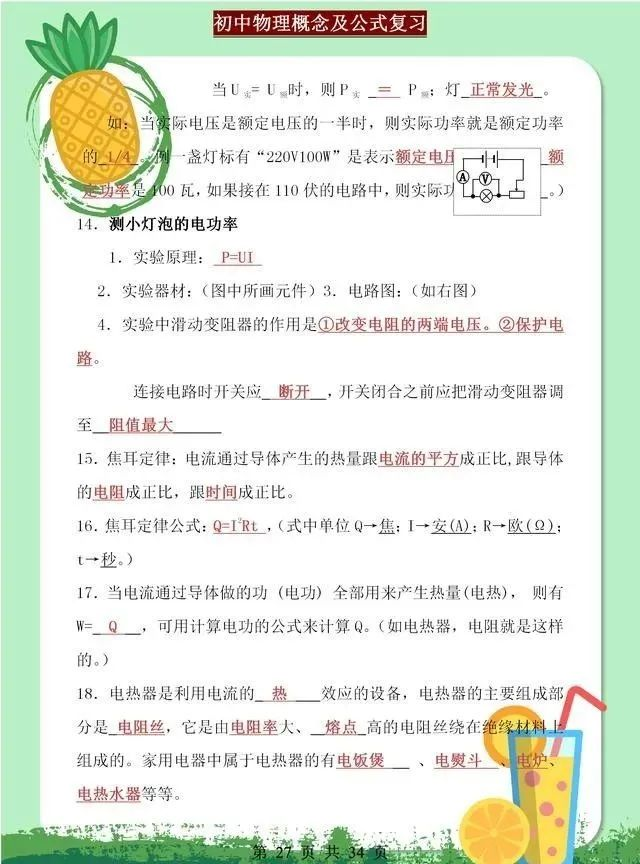 初中物理概念及公式复习
当U实= U额时，则P实 = P额；灯 正常发光 。
如：当实际电压是额定电压的一半时，则实际功率就是额定功率
的 1/4 。例一盏灯标有“220V100W”是表示额定电压 额
定功率是100瓦，如果接在110伏的电路中，则实际功 。）
A V
14．测小灯泡的电功率
1．实验原理： P=UI
2．实验器材：（图中所画元件）3．电路图：（如右图）
4．实验中滑动变阻器的作用是①改变电阻的两端电压。②保护电
路。
连接电路时开关应 断开 ，开关闭合之前应把滑动变阻器调
至 阻值最大
15．焦耳定律：电流通过导体产生的热量跟电流的平方成正比,跟导体
的电阻成正比，跟时间成正比。
16．焦耳定律公式：Q=I²Rt ，（式中单位Q→焦；I→安(A)；R→欧(Ω)；
t→秒。）
17．当电流通过导体做的功 (电功) 全部用来产生热量(电热)， 则有
W= Q ，可用计算电功的公式来计算Q。（如电热器，电阻就是这样
的。）
18．电热器是利用电流的 热 效应的设备，电热器的主要组成部
分是 电阻丝，它是由电阻率大、 熔点 高的电阻丝绕在绝缘材料上
组成的。家用电器中属于电热器的有电饭煲 、电熨斗 、电炉、
电热水器等等。
第 27 页 共 34 页